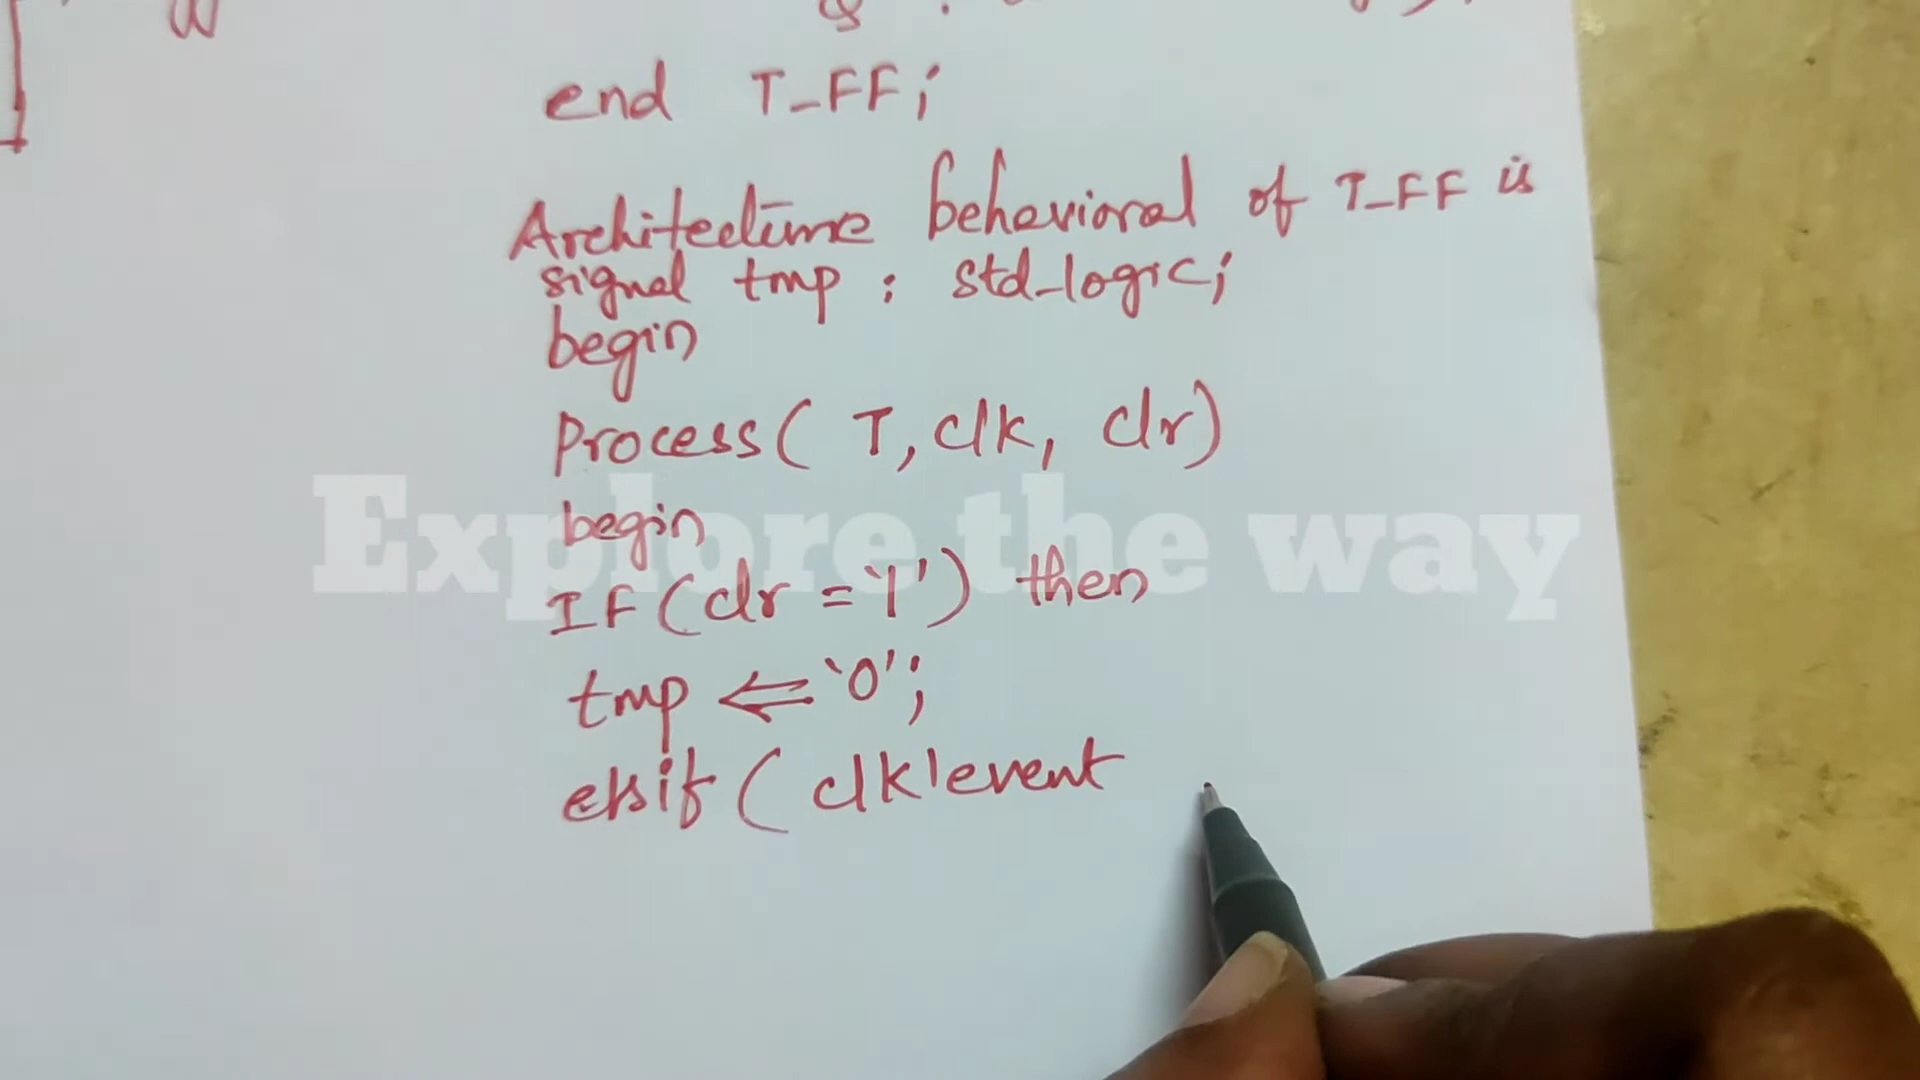 end T_FF;
Architecture behavioral of T_FF is
signal tmp : std_logic;
begin
Process( T, clk, clr)
begin
IF(clr = '1') then
tmp <= '0';
elsif ( clk'event
Explore the way